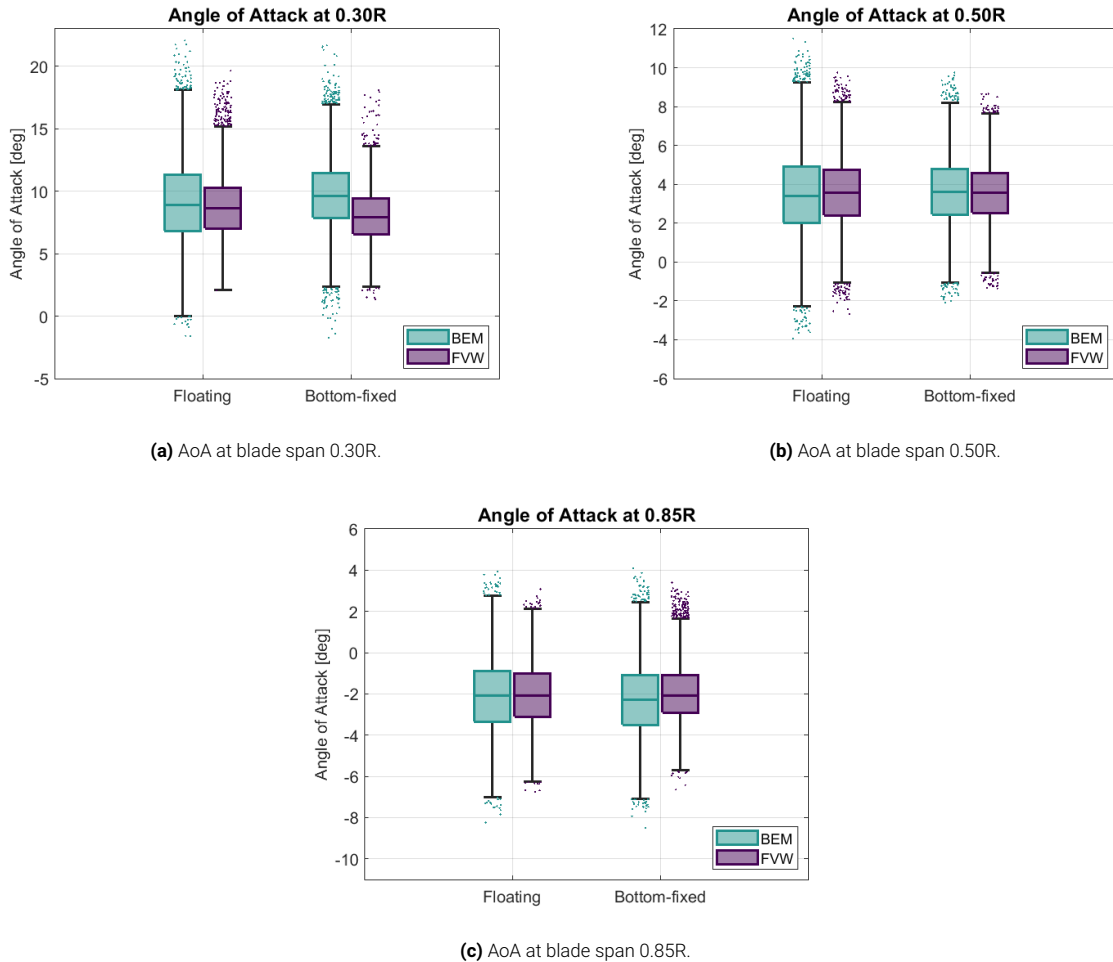 Angle of Attack at 0.30R
Angle of Attack [deg]
20
15
10
5
0
-5
Floating
Bottom-fixed
BEM
FVW
(a) AoA at blade span 0.30R.
Angle of Attack at 0.50R
Angle of Attack [deg]
12
10
8
6
4
2
0
-2
-4
-6
Floating
Bottom-fixed
BEM
FVW
(b) AoA at blade span 0.50R.
Angle of Attack at 0.85R
Angle of Attack [deg]
6
4
2
0
-2
-4
-6
-8
-10
Floating
Bottom-fixed
BEM
FVW
(c) AoA at blade span 0.85R.